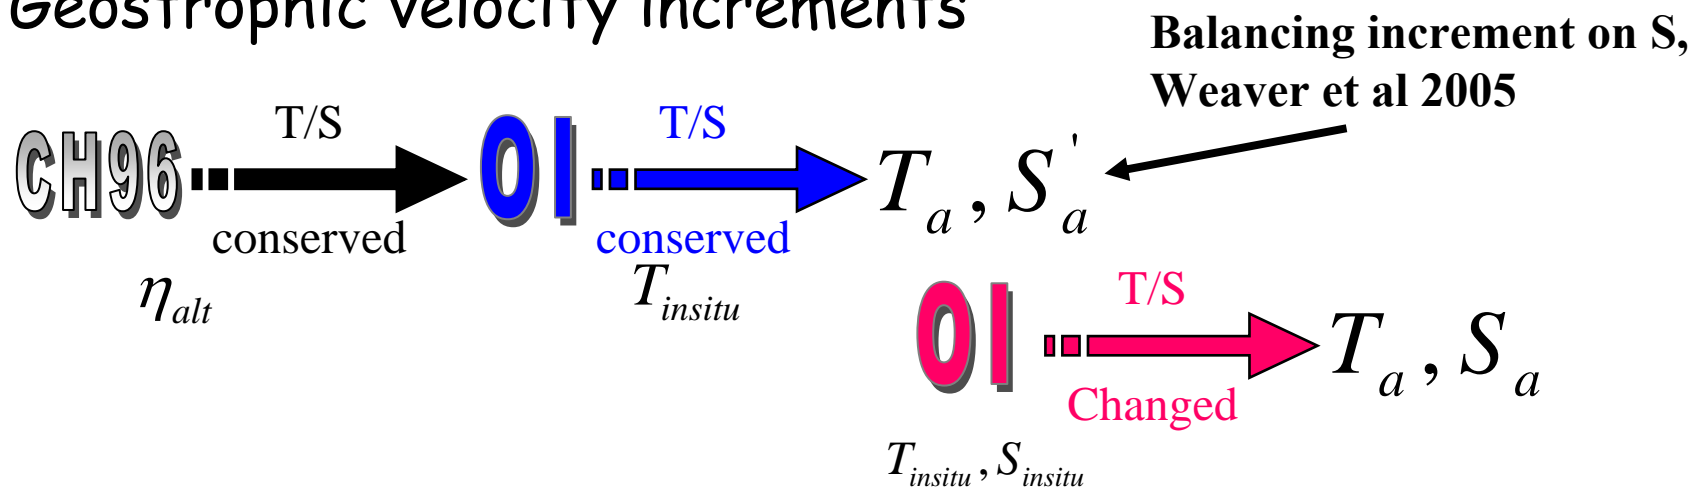 Geostrophic velocity increments
Balancing increment on S,
Weaver et al 2005
CH96 T/S OI T/S T_a, S'_a
conserved conserved
η_alt T_insitu
OI T/S T_a, S_a
Changed
T_insitu, S_insitu